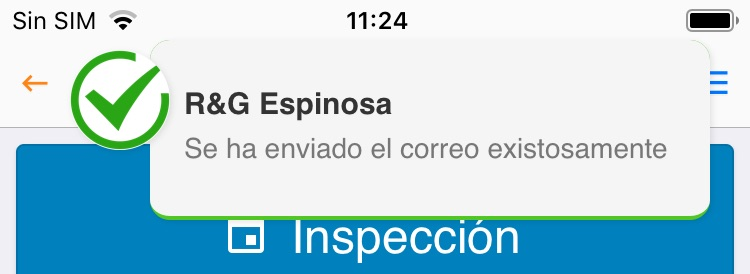 Sin SIM 11:24
R&G Espinosa
Se ha enviado el correo existosamente
Inspección